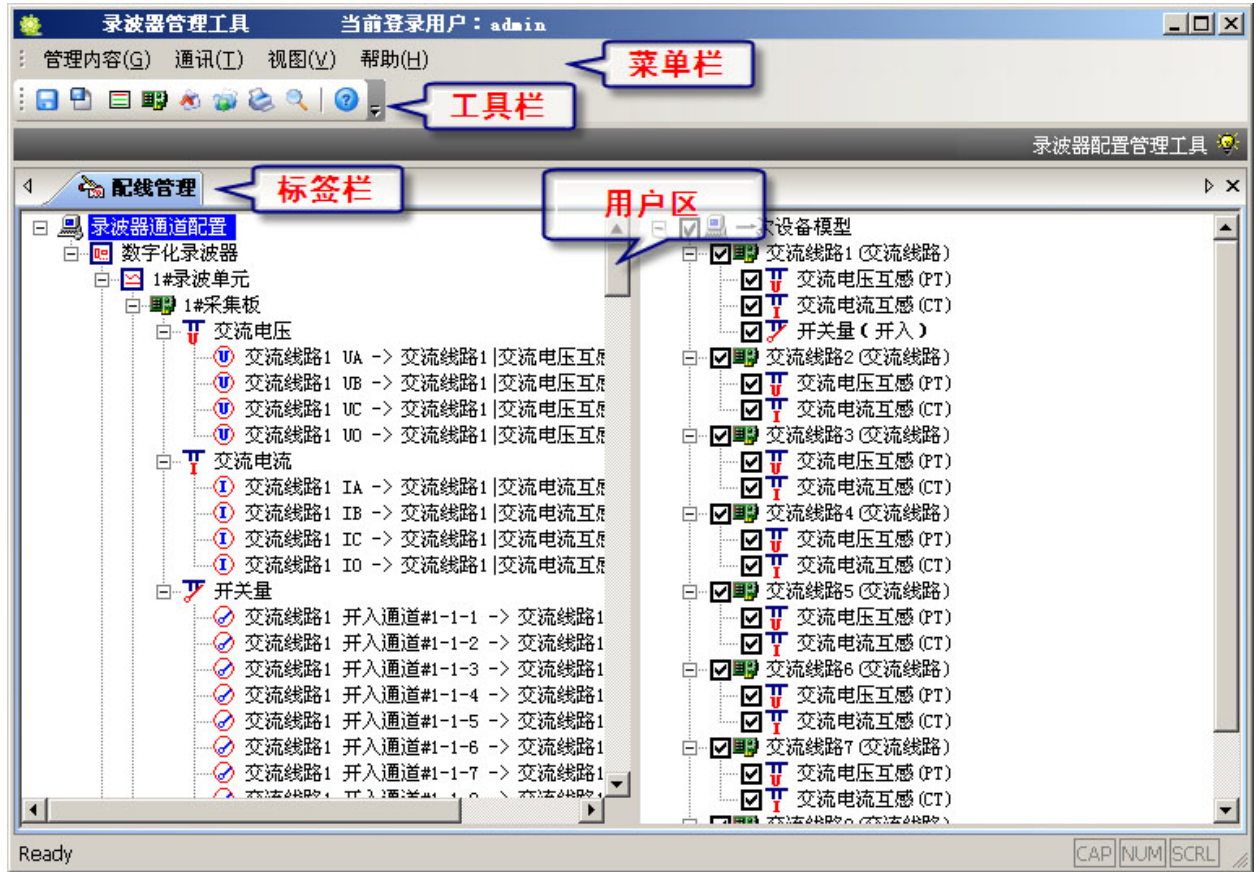 录波器管理工具 当前登录用户：admin
管理内容(G) 通讯(T) 视图(V) 帮助(H)
菜单栏
工具栏
录波器配置管理工具
配线管理
标签栏
用户区
录波器通道配置
数字化录波器
1#录波单元
1#采集板
交流电压
交流线路1 UA -> 交流线路1|交流电压互感
交流线路1 UB -> 交流线路1|交流电压互感
交流线路1 UC -> 交流线路1|交流电压互感
交流线路1 UO -> 交流线路1|交流电压互感
交流电流
交流线路1 IA -> 交流线路1|交流电流互感
交流线路1 IB -> 交流线路1|交流电流互感
交流线路1 IC -> 交流线路1|交流电流互感
交流线路1 IO -> 交流线路1|交流电流互感
开关量
交流线路1 开入通道#1-1-1 -> 交流线路1
交流线路1 开入通道#1-1-2 -> 交流线路1
交流线路1 开入通道#1-1-3 -> 交流线路1
交流线路1 开入通道#1-1-4 -> 交流线路1
交流线路1 开入通道#1-1-5 -> 交流线路1
交流线路1 开入通道#1-1-6 -> 交流线路1
交流线路1 开入通道#1-1-7 -> 交流线路1
一次设备模型
交流线路1(交流线路)
交流电压互感(PT)
交流电流互感(CT)
开关量(开入)
交流线路2(交流线路)
交流电压互感(PT)
交流电流互感(CT)
交流线路3(交流线路)
交流电压互感(PT)
交流电流互感(CT)
交流线路4(交流线路)
交流电压互感(PT)
交流电流互感(CT)
交流线路5(交流线路)
交流电压互感(PT)
交流电流互感(CT)
交流线路6(交流线路)
交流电压互感(PT)
交流电流互感(CT)
交流线路7(交流线路)
交流电压互感(PT)
交流电流互感(CT)
Ready
CAP NUM SCRL